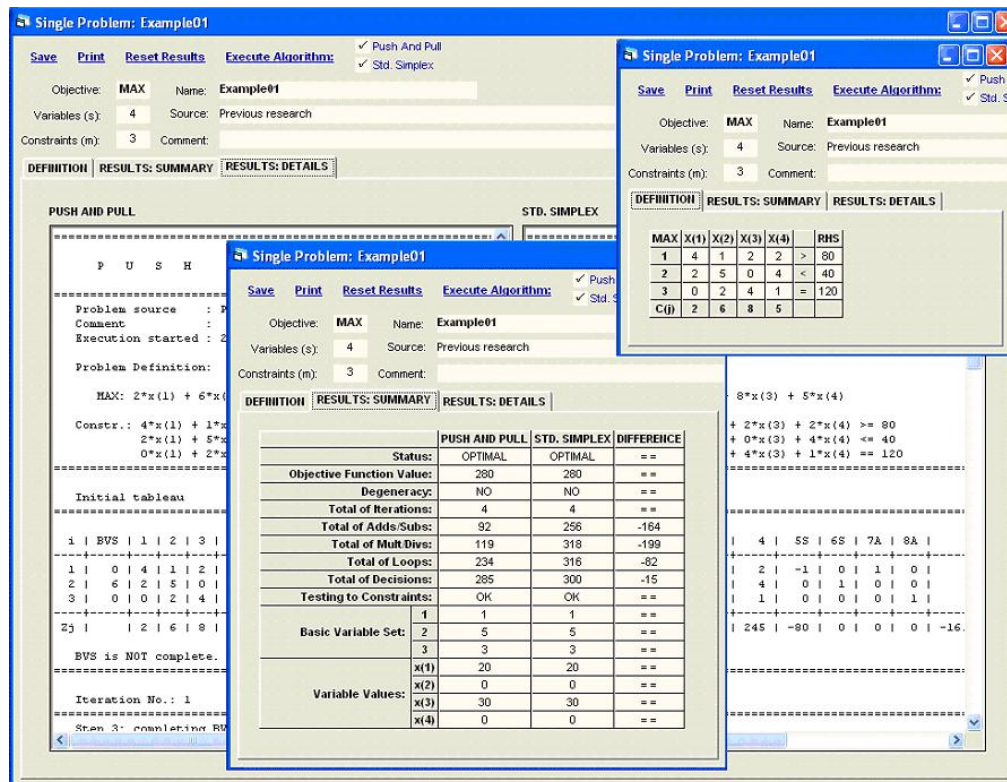 Single Problem: Example01
Save Print Reset Results Execute Algorithm:
✓ Push And Pull
✓ Std. Simplex
Objective: MAX Name: Example01
Variables (s): 4 Source: Previous research
Constraints (m): 3 Comment:
DEFINITION RESULTS: SUMMARY RESULTS: DETAILS
PUSH AND PULL
STD. SIMPLEX
P U S H
Problem source : P
Comment :
Execution started : 2
Problem Definition:
MAX: 2*x(1) + 6*x(
Constr.: 4*x(1) + 1*x
2*x(1) + 5*x
0*x(1) + 2*x
Initial tableau
i | BVS | 1 | 2 | 3 |
1 | 0 | 4 | 1 | 2 |
2 | 6 | 2 | 5 | 0 |
3 | 0 | 0 | 2 | 4 |
Zj | | 2 | 6 | 8 |
BVS is NOT complete.
Iteration No.: 1
Step 3: completing BV
8*x(3) + 5*x(4)
+ 2*x(3) + 2*x(4) >= 80
+ 0*x(3) + 4*x(4) <= 40
+ 4*x(3) + 1*x(4) == 120
4 | 5S | 6S | 7A | 8A |
2 | -1 | 0 | 1 | 0 |
4 | 0 | 1 | 0 | 0 |
1 | 0 | 0 | 0 | 1 |
245 | -80 | 0 | 0 | 0 | -16.
Single Problem: Example01
Save Print Reset Results Execute Algorithm:
✓ Push
✓ Std. S
Objective: MAX Name: Example01
Variables (s): 4 Source: Previous research
Constraints (m): 3 Comment:
DEFINITION RESULTS: SUMMARY RESULTS: DETAILS
PUSH AND PULL STD. SIMPLEX DIFFERENCE
Status: OPTIMAL OPTIMAL = =
Objective Function Value: 280 280 = =
Degeneracy: NO NO = =
Total of Iterations: 4 4 = =
Total of Adds/Subs: 92 256 -164
Total of Mult/Divs: 119 318 -199
Total of Loops: 234 316 -82
Total of Decisions: 285 300 -15
Testing to Constraints: OK OK = =
Basic Variable Set:
1 1 1 = =
2 5 5 = =
3 3 3 = =
Variable Values:
x(1) 20 20 = =
x(2) 0 0 = =
x(3) 30 30 = =
x(4) 0 0 = =
Single Problem: Example01
Save Print Reset Results Execute Algorithm:
✓ Push
✓ Std. S
Objective: MAX Name: Example01
Variables (s): 4 Source: Previous research
Constraints (m): 3 Comment:
DEFINITION RESULTS: SUMMARY RESULTS: DETAILS
MAX X(1) X(2) X(3) X(4) RHS
1 4 1 2 2 > 80
2 2 5 0 4 < 40
3 0 2 4 1 = 120
C(j) 2 6 8 5